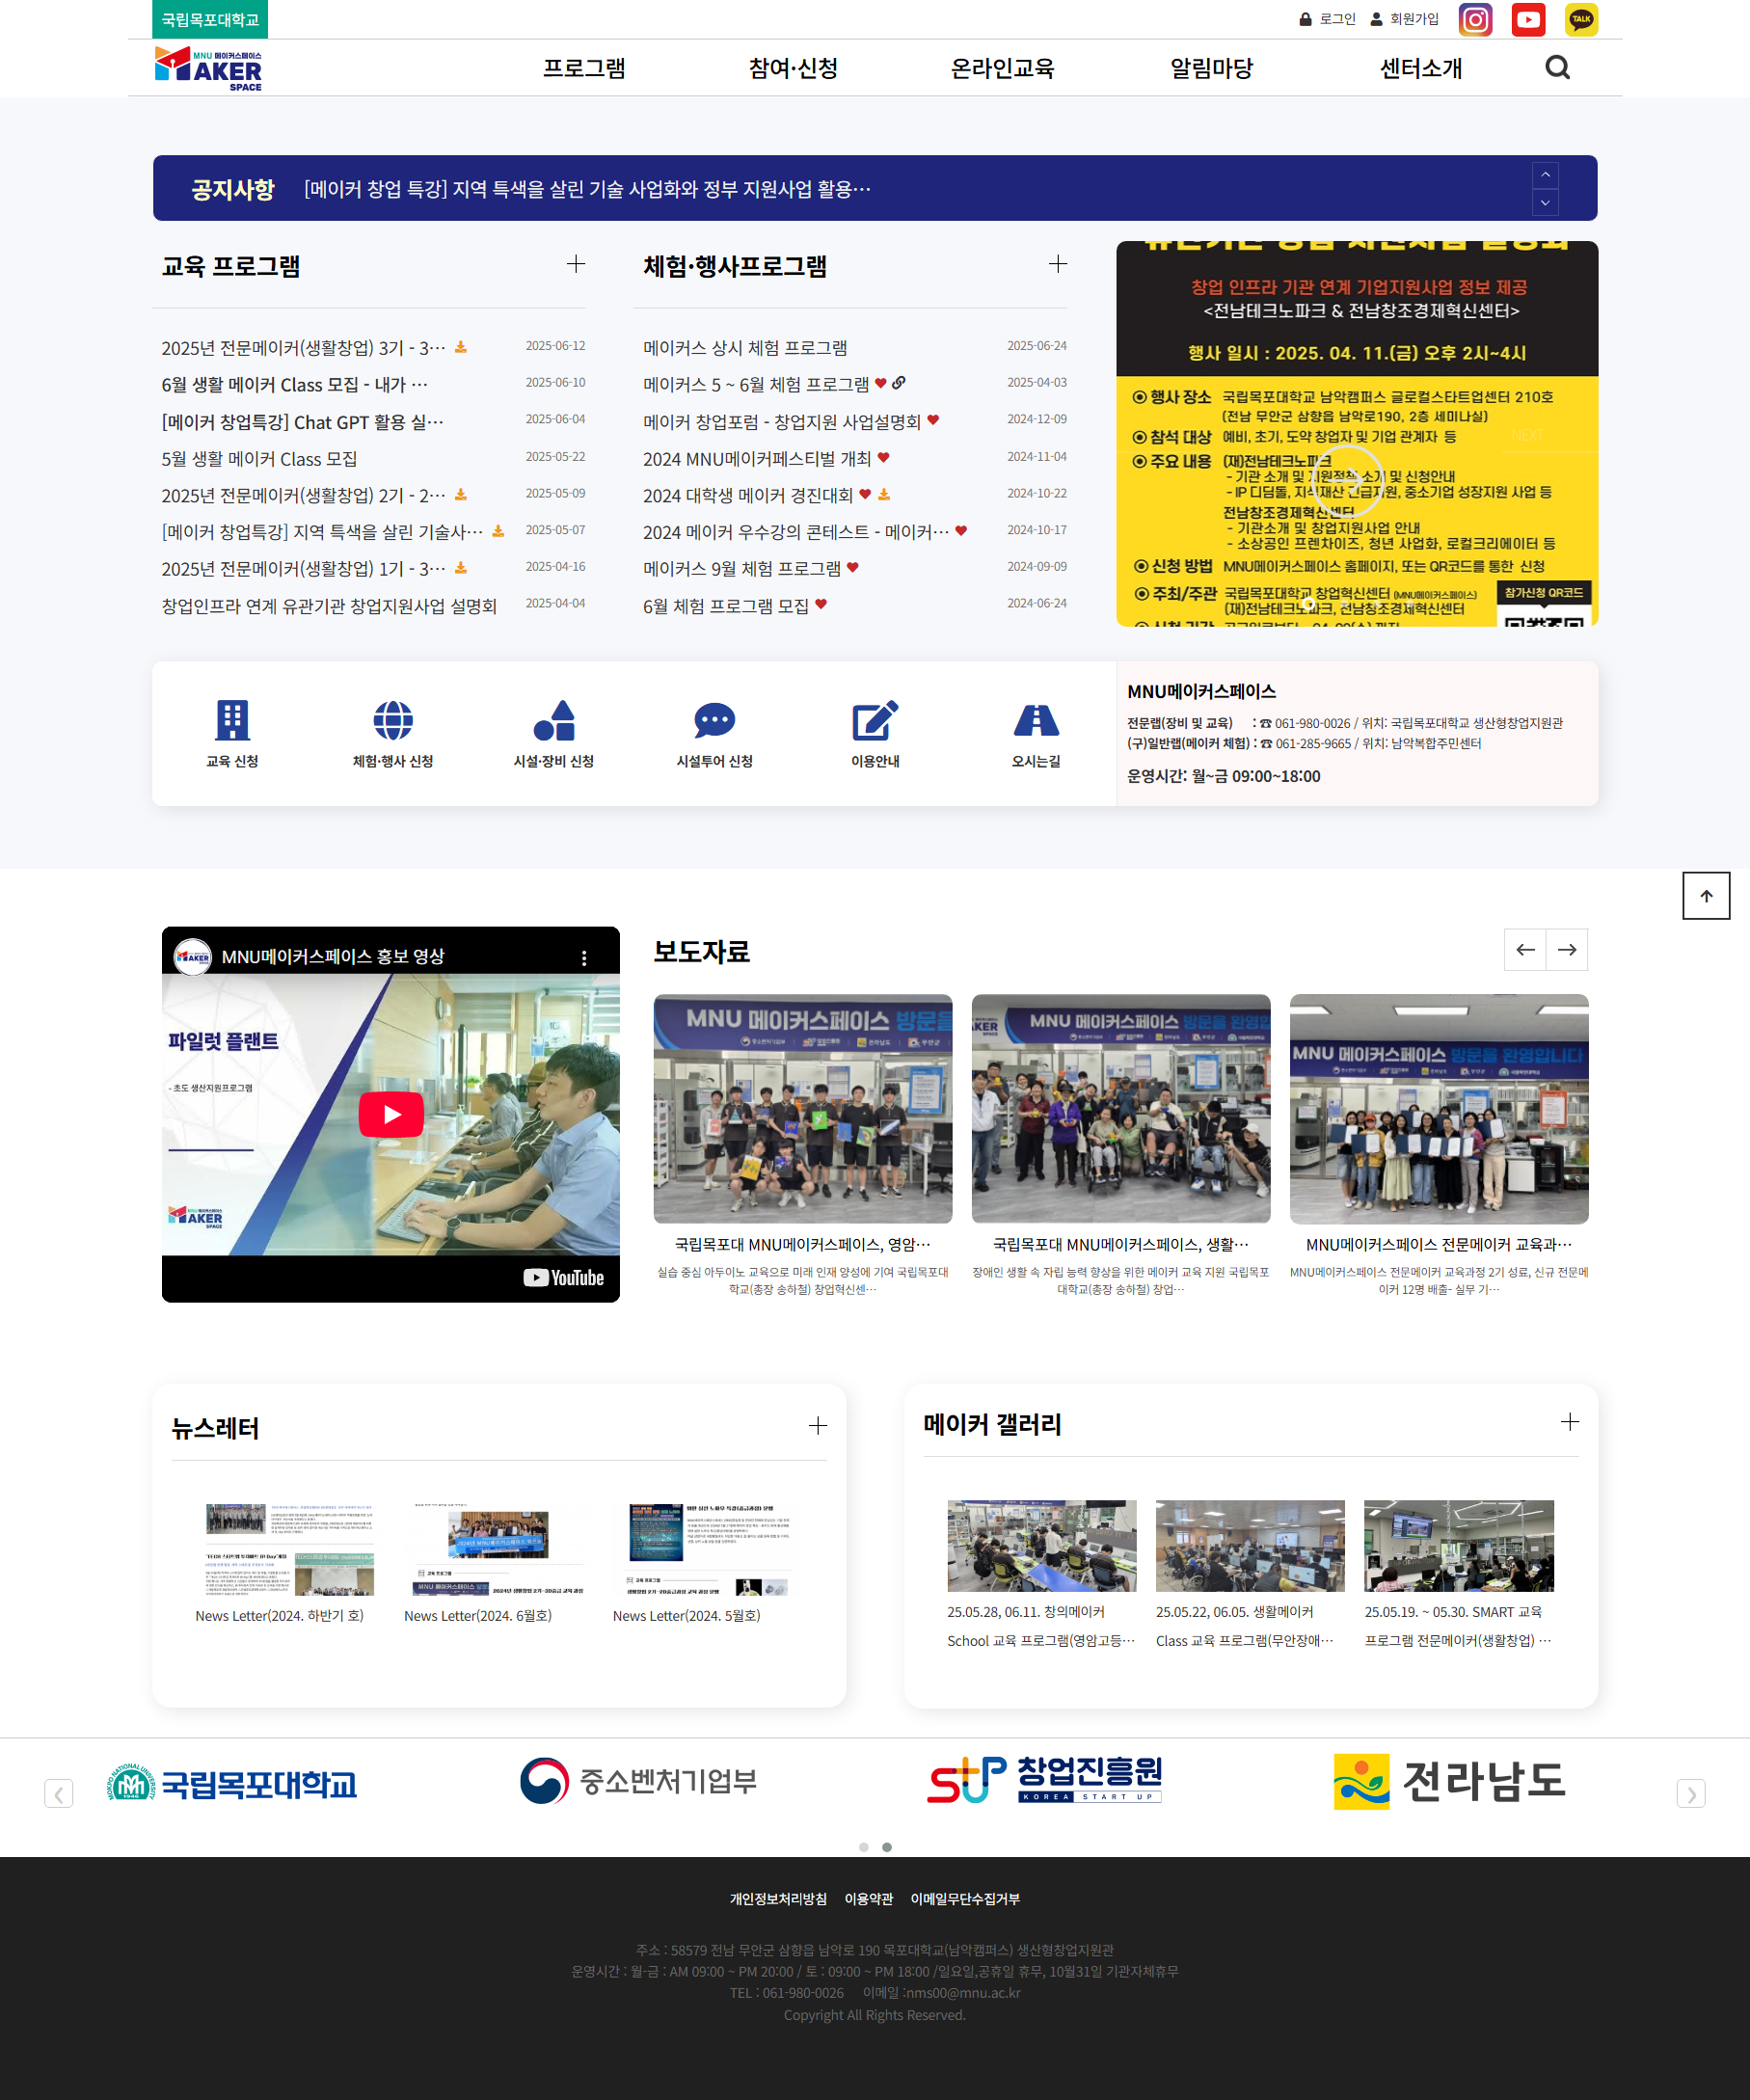 국립목포대학교
로그인
회원가입
TALK
MNU 메이커스페이스
MAKER
SPACE
프로그램
참여·신청
온라인교육
알림마당
센터소개
공지사항
[메이커 창업 특강] 지역 특색을 살린 기술 사업화와 정부 지원사업 활용…
교육 프로그램
2025년 전문메이커(생활창업) 3기 - 3… 2025-06-12
6월 생활 메이커 Class 모집 - 내가 … 2025-06-10
[메이커 창업특강] Chat GPT 활용 실… 2025-06-04
5월 생활 메이커 Class 모집 2025-05-22
2025년 전문메이커(생활창업) 2기 - 2… 2025-05-09
[메이커 창업특강] 지역 특색을 살린 기술사… 2025-05-07
2025년 전문메이커(생활창업) 1기 - 3… 2025-04-16
창업인프라 연계 유관기관 창업지원사업 설명회 2025-04-04
체험·행사프로그램
메이커스 상시 체험 프로그램 2025-06-24
메이커스 5 ~ 6월 체험 프로그램 2025-04-03
메이커 창업포럼 - 창업지원 사업설명회 2024-12-09
2024 MNU메이커페스티벌 개최 2024-11-04
2024 대학생 메이커 경진대회 2024-10-22
2024 메이커 우수강의 콘테스트 - 메이커… 2024-10-17
메이커스 9월 체험 프로그램 2024-09-09
6월 체험 프로그램 모집 2024-06-24
창업 인프라 기관 연계 기업지원사업 정보 제공
<전남테크노파크 & 전남창조경제혁신센터>
행사 일시 : 2025. 04. 11.(금) 오후 2시~4시
행사 장소 국립목포대학교 남악캠퍼스 글로컬스타트업센터 210호
(전남 무안군 삼향읍 남악로190, 2층 세미나실)
참석 대상 예비, 초기, 도약 창업자 및 기업 관계자 등
NEXT
주요 내용 (재)전남테크노파크
- 기관 소개 및 지원정책 소개 및 신청안내
- IP 디딤돌, 지식재산 긴급지원, 중소기업 성장지원 사업 등
전남창조경제혁신센터
- 기관소개 및 창업지원사업 안내
- 소상공인 프렌차이즈, 청년 사업화, 로컬크리에이터 등
신청 방법 MNU메이커스페이스 홈페이지, 또는 QR코드를 통한 신청
주최/주관 국립목포대학교 창업혁신센터 (MNU메이커스페이스)
(재)전남테크노파크, 전남창조경제혁신센터
참가신청 QR코드
교육 신청
체험·행사 신청
시설·장비 신청
시설투어 신청
이용안내
오시는길
MNU메이커스페이스
전문랩(장비 및 교육) : ☎ 061-980-0026 / 위치: 국립목포대학교 생산형창업지원관
(구)일반랩(메이커 체험) : ☎ 061-285-9665 / 위치: 남악복합주민센터
운영시간: 월~금 09:00~18:00
MNU메이커스페이스 홍보 영상
파일럿 플랜트
- 초도 생산지원프로그램
MAKER
SPACE
YouTube
보도자료
MNU 메이커스페이스 방문을
MNU 메이커스페이스 방문을 환영합
MNU 메이커스페이스 방문을 환영합니다
국립목포대 MNU메이커스페이스, 영암…
실습 중심 아두이노 교육으로 미래 인재 양성에 기여 국립목포대
학교(총장 송하철) 창업혁신센…
국립목포대 MNU메이커스페이스, 생활…
장애인 생활 속 자립 능력 향상을 위한 메이커 교육 지원 국립목포
대학교(총장 송하철) 창업…
MNU메이커스페이스 전문메이커 교육과…
MNU메이커스페이스 전문메이커 교육과정 2기 성료, 신규 전문메
이커 12명 배출- 실무 기…
뉴스레터
News Letter(2024. 하반기 호)
News Letter(2024. 6월호)
News Letter(2024. 5월호)
메이커 갤러리
25.05.28, 06.11. 창의메이커
School 교육 프로그램(영암고등…
25.05.22, 06.05. 생활메이커
Class 교육 프로그램(무안장애…
25.05.19. ~ 05.30. SMART 교육
프로그램 전문메이커(생활창업) …
MOKPO NATIONAL UNIVERSITY
1946
국립목포대학교
중소벤처기업부
창업진흥원
KOREA START UP
전라남도
개인정보처리방침 이용약관 이메일무단수집거부
주소 : 58579 전남 무안군 삼향읍 남악로 190 목포대학교(남악캠퍼스) 생산형창업지원관
운영시간 : 월-금 : AM 09:00 ~ PM 20:00 / 토 : 09:00 ~ PM 18:00 /일요일,공휴일 휴무, 10월31일 기관자체휴무
TEL : 061-980-0026 이메일 :nms00@mnu.ac.kr
Copyright All Rights Reserved.